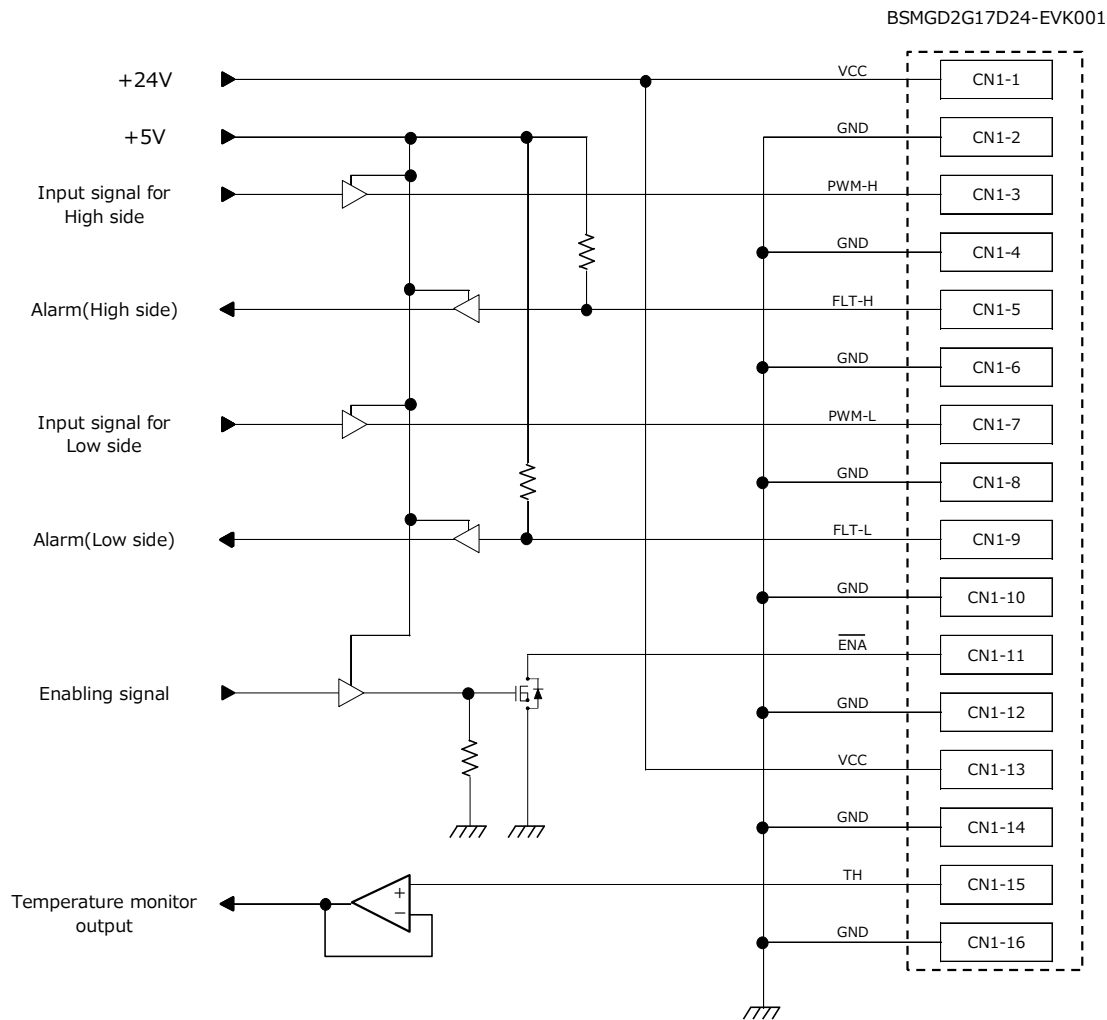 BSMGD2G17D24-EVK001
+24V
VCC
CN1-1
+5V
GND
CN1-2
Input signal for
High side
PWM-H
CN1-3
GND
CN1-4
Alarm(High side)
FLT-H
CN1-5
GND
CN1-6
Input signal for
Low side
PWM-L
CN1-7
GND
CN1-8
Alarm(Low side)
FLT-L
CN1-9
GND
CN1-10
ENA
CN1-11
Enabling signal
GND
CN1-12
VCC
CN1-13
GND
CN1-14
Temperature monitor
output
+
−
TH
CN1-15
GND
CN1-16